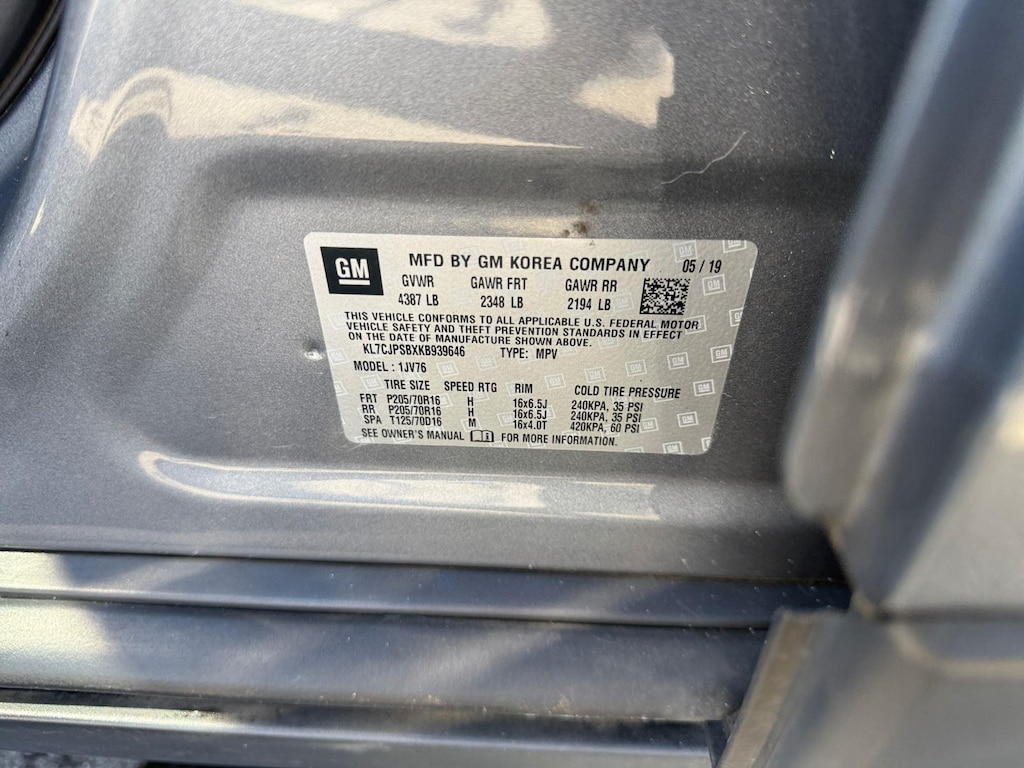 GM MFD BY GM KOREA COMPANY 05 / 19
GVWR GAWR FRT GAWR RR
4387 LB 2348 LB 2194 LB
THIS VEHICLE CONFORMS TO ALL APPLICABLE U.S. FEDERAL MOTOR
VEHICLE SAFETY AND THEFT PREVENTION STANDARDS IN EFFECT
ON THE DATE OF MANUFACTURE SHOWN ABOVE.
KL7CJPSBXKB939646 TYPE: MPV
MODEL : 1JV76
TIRE SIZE SPEED RTG RIM COLD TIRE PRESSURE
FRT P205/70R16 H 16x6.5J 240KPA, 35 PSI
RR P205/70R16 H 16x6.5J 240KPA, 35 PSI
SPA T125/70D16 M 16x4.0T 420KPA, 60 PSI
SEE OWNER'S MANUAL FOR MORE INFORMATION.